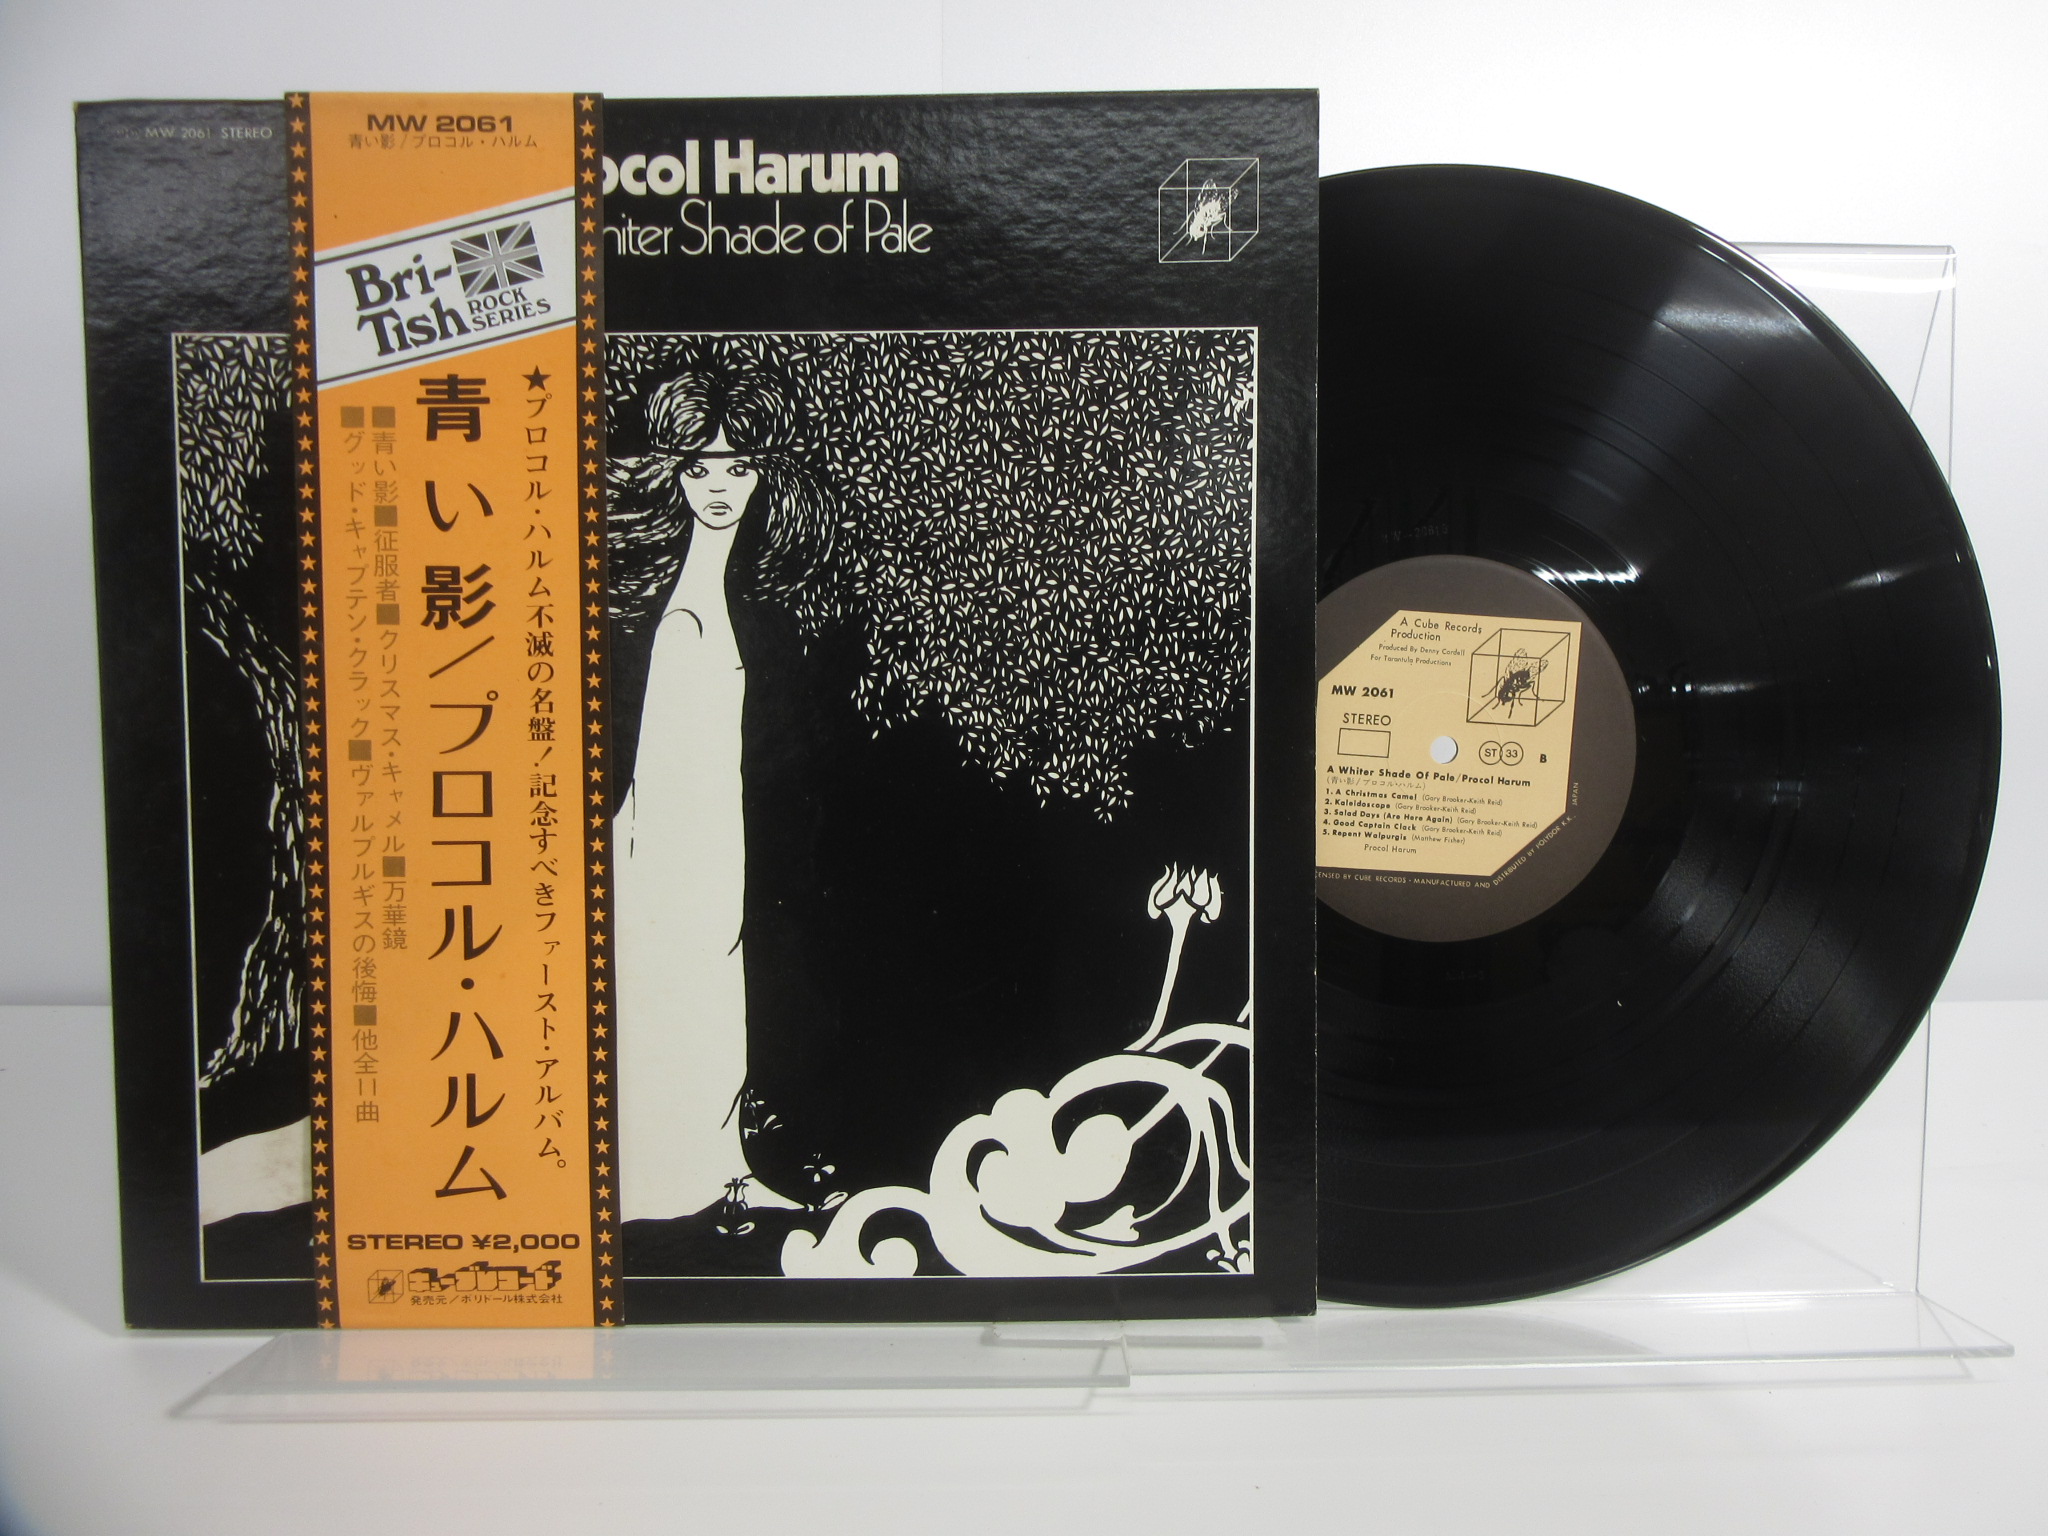 MW 2061 STEREO
MW 2061
青い影/プロコル・ハルム
Bri-
Tish
ROCK
SERIES
★プロコル・ハルム不滅の名盤!記念すべきファースト・アルバム。
青い影/プロコル・ハルム
■青い影■征服者■クリスマス・キャメル■万華鏡
■グッド・キャプテン・クラック■ヴァルプルギスの後悔■他全11曲
STEREO ¥2,000
キューブレコード
発売元/ポリドール株式会社
ocol Harum
hiter Shade of Pale
A Cube Records
Production
Produced By Denny Cordell
For Tarantula Productions
MW 2061
STEREO
ST 33
B
A Whiter Shade Of Pale/Procol Harum
(青い影/プロコル・ハルム)
1. A Christmas Camel (Gary Brooker-Keith Reid)
2. Kaleidoscope (Gary Brooker-Keith Reid)
3. Salad Days (Are Here Again) (Gary Brooker-Keith Reid)
4. Good Captain Clack (Gary Brooker-Keith Reid)
5. Repent Walpurgis (Matthew Fisher)
Procol Harum
CENSED BY CUBE RECORDS · MANUFACTURED AND DISTRIBUTED BY POLYDOR K.K., JAPAN